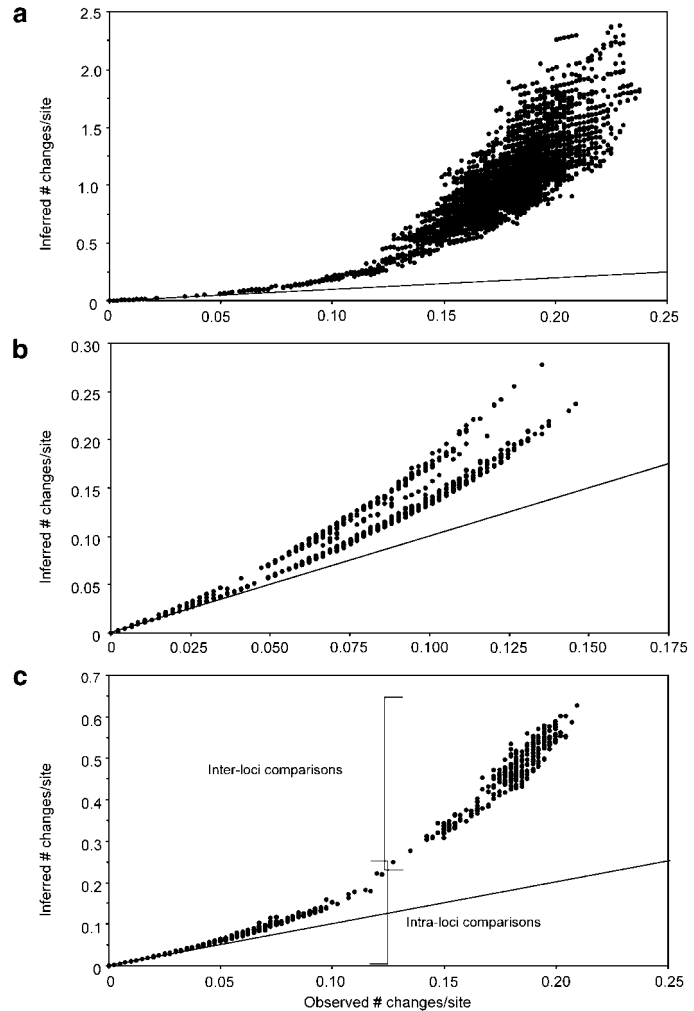 a
Inferred # changes/site
2.5
2.0
1.5
1.0
0.5
0
0 0.05 0.10 0.15 0.20 0.25
b
Inferred # changes/site
0.30
0.25
0.20
0.15
0.10
0.05
0
0 0.025 0.050 0.075 0.100 0.125 0.150 0.175
c
Inferred # changes/site
0.7
0.6
0.5
0.4
0.3
0.2
0.1
0
Inter-loci comparisons
Intra-loci comparisons
0 0.05 0.10 0.15 0.20 0.25
Observed # changes/site